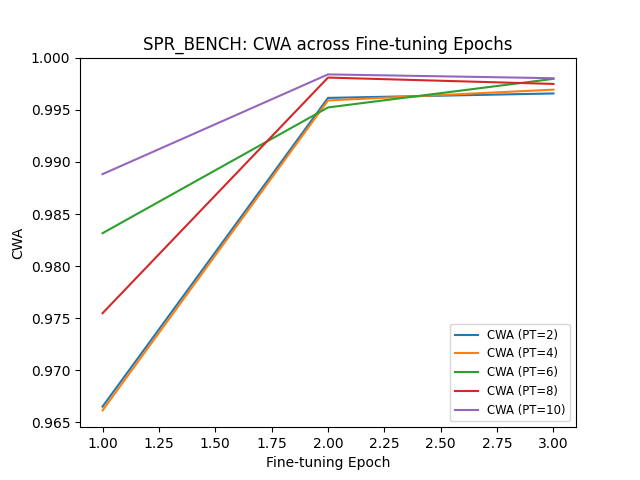 SPR_BENCH: CWA across Fine-tuning Epochs
1.000
0.995
0.990
0.985
0.980
0.975
0.970
0.965
CWA
1.00
1.25
1.50
1.75
2.00
2.25
2.50
2.75
3.00
Fine-tuning Epoch
CWA (PT=2)
CWA (PT=4)
CWA (PT=6)
CWA (PT=8)
CWA (PT=10)